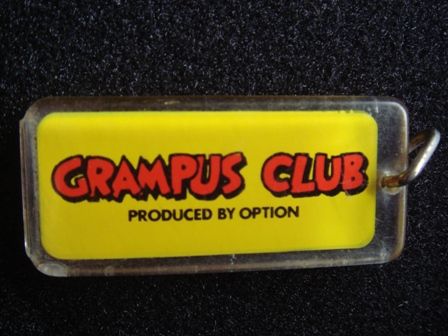 GRAMPUS CLUB
PRODUCED BY OPTION